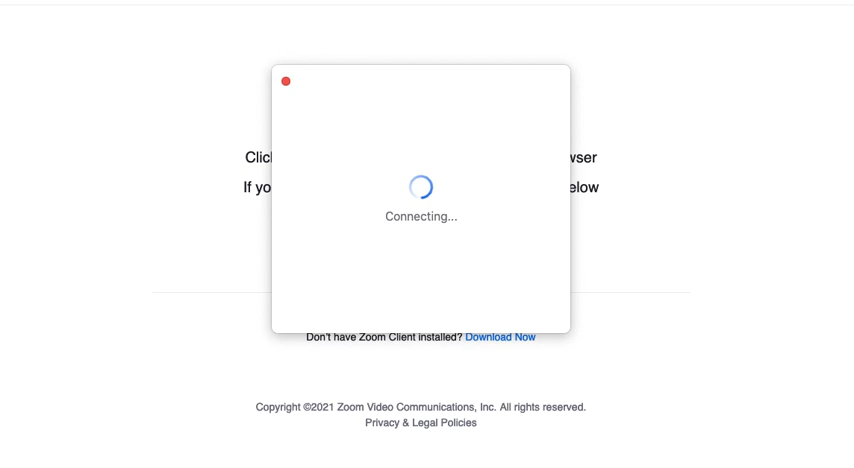 Click
wser
If yo
elow
Connecting...
Don't have Zoom Client installed? Download Now
Copyright ©2021 Zoom Video Communications, Inc. All rights reserved.
Privacy & Legal Policies